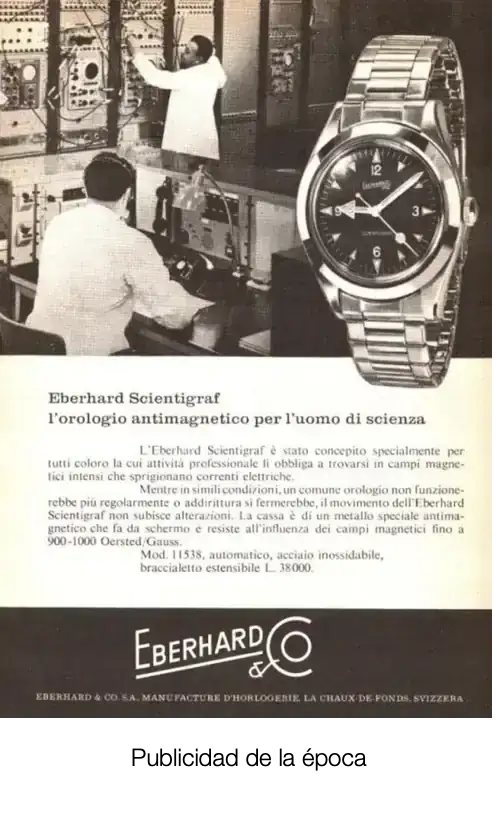 EBERHARD
12
3
6
9
Eberhard Scientigraf
l'orologio antimagnetico per l'uomo di scienza
L'Eberhard Scientigraf è stato concepito specialmente per
tutti coloro la cui attività professionale li obbliga a trovarsi in campi magne-
tici intensi che sprigionano correnti elettriche.
Mentre in simili condizioni, un comune orologio non funzione-
rebbe più regolarmente o addirittura si fermerebbe, il movimento dell'Eberhard
Scientigraf non subisce alterazioni. La cassa è di un metallo speciale antima-
gnetico che fa da schermo e resiste all'influenza dei campi magnetici fino a
900-1000 Oersted/Gauss.
Mod. 11538, automatico, acciaio inossidabile,
braccialetto estensibile L. 38000.
EBERHARD & CO
EBERHARD & CO. S.A., MANUFACTURE D'HORLOGERIE, LA CHAUX-DE-FONDS, SVIZZERA
Publicidad de la época